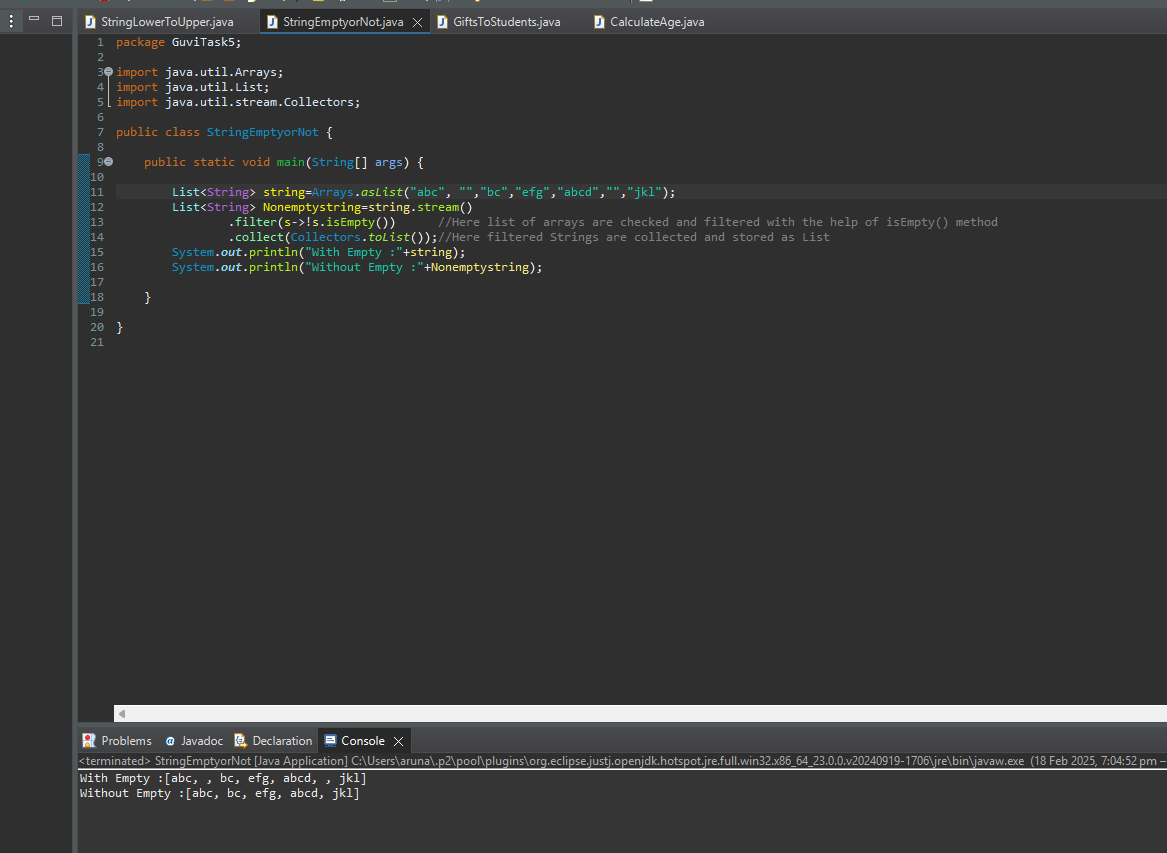 StringLowerToUpper.java StringEmptyorNot.java GiftsToStudents.java CalculateAge.java
1 package GuviTask5;
2
3 import java.util.Arrays;
4 import java.util.List;
5 import java.util.stream.Collectors;
6
7 public class StringEmptyorNot {
8
9 public static void main(String[] args) {
10
11 List<String> string=Arrays.asList("abc", "","bc","efg","abcd","","jkl");
12 List<String> Nonemptystring=string.stream()
13 .filter(s->!s.isEmpty()) //Here list of arrays are checked and filtered with the help of isEmpty() method
14 .collect(Collectors.toList());//Here filtered Strings are collected and stored as List
15 System.out.println("With Empty :"+string);
16 System.out.println("Without Empty :"+Nonemptystring);
17
18 }
19
20 }
21
Problems Javadoc Declaration Console
<terminated> StringEmptyorNot [Java Application] C:\Users\aruna\.p2\pool\plugins\org.eclipse.justj.openjdk.hotspot.jre.full.win32.x86_64_23.0.0.v20240919-1706\jre\bin\javaw.exe (18 Feb 2025, 7:04:52 pm –
With Empty :[abc, , bc, efg, abcd, , jkl]
Without Empty :[abc, bc, efg, abcd, jkl]